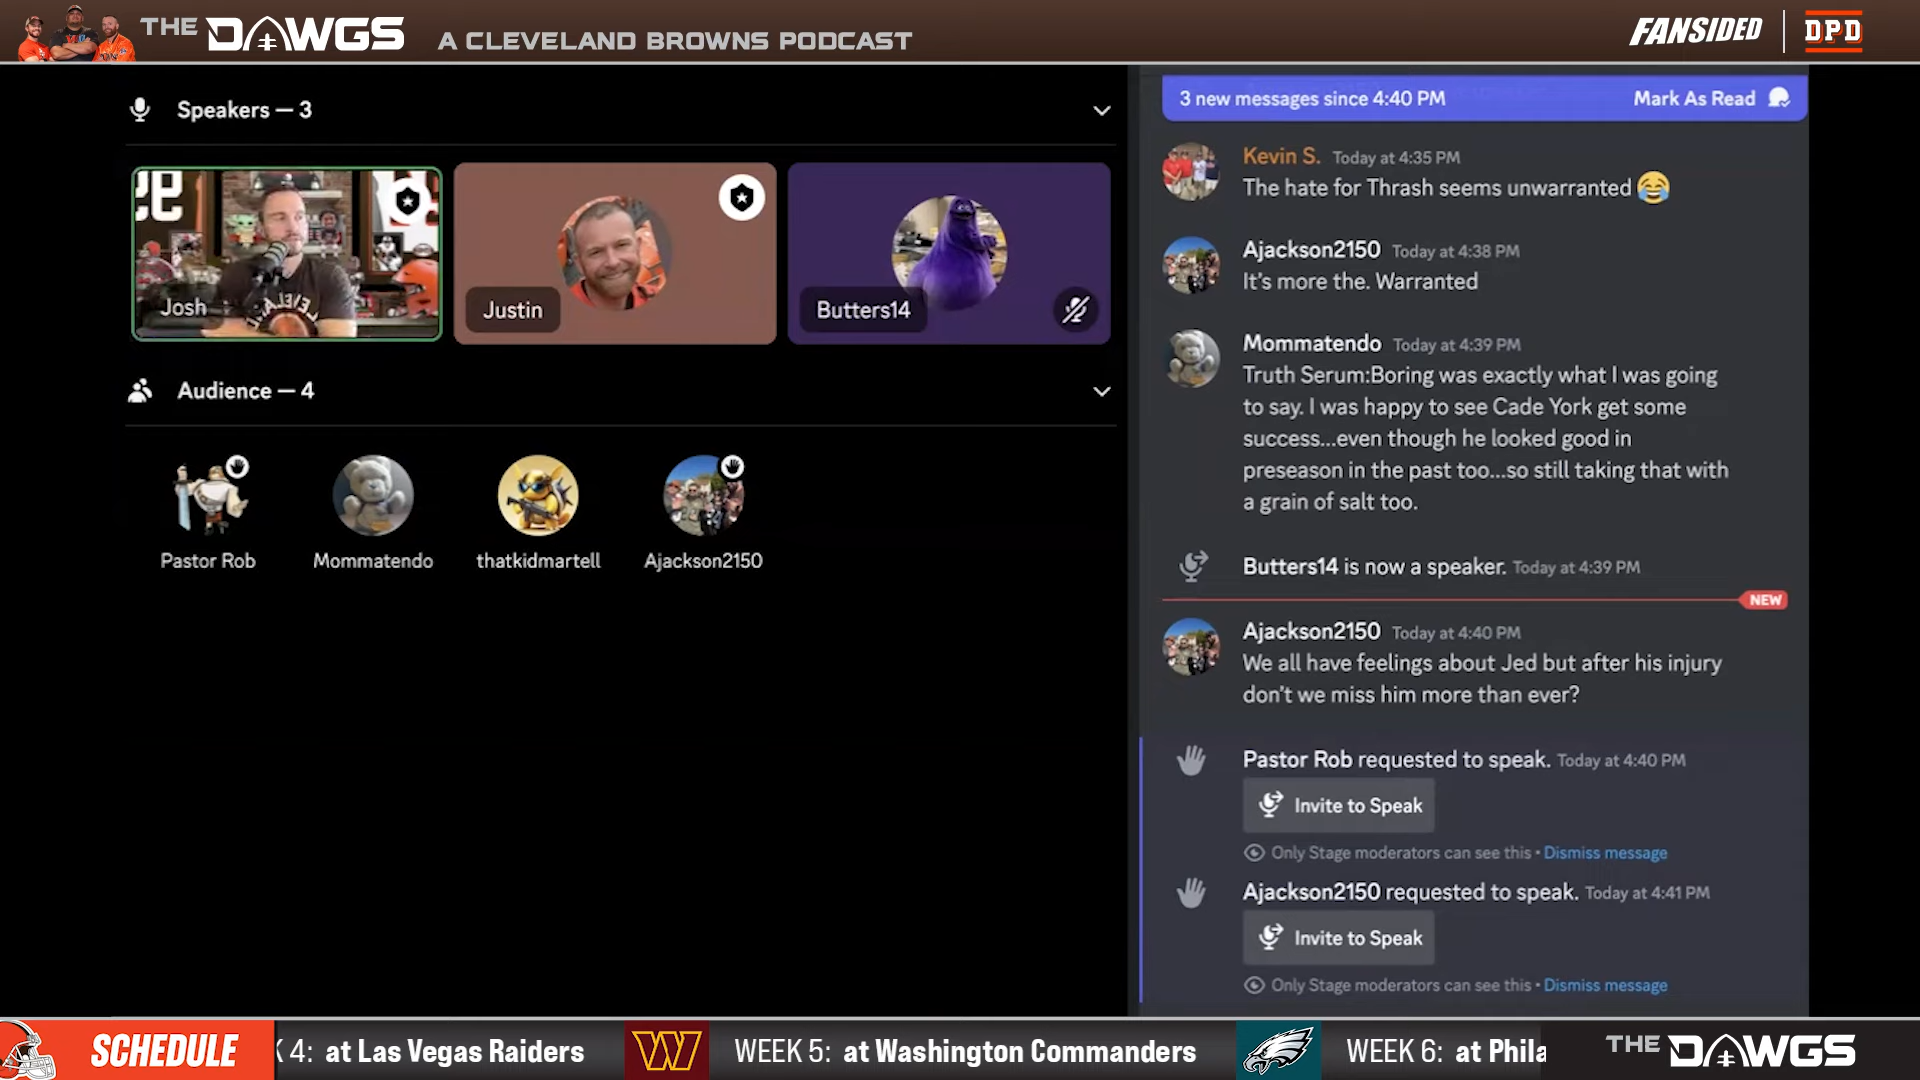 THE DAWGS A CLEVELAND BROWNS PODCAST
FANSIDED DPD
Speakers — 3
Josh
Justin
Butters14
Audience — 4
Pastor Rob
Mommatendo
thatkidmartell
Ajackson2150
3 new messages since 4:40 PM Mark As Read
Kevin S. Today at 4:35 PM
The hate for Thrash seems unwarranted 😂
Ajackson2150 Today at 4:38 PM
It's more the. Warranted
Mommatendo Today at 4:39 PM
Truth Serum:Boring was exactly what I was going
to say. I was happy to see Cade York get some
success...even though he looked good in
preseason in the past too...so still taking that with
a grain of salt too.
Butters14 is now a speaker. Today at 4:39 PM
NEW
Ajackson2150 Today at 4:40 PM
We all have feelings about Jed but after his injury
don't we miss him more than ever?
Pastor Rob requested to speak. Today at 4:40 PM
Invite to Speak
Only Stage moderators can see this • Dismiss message
Ajackson2150 requested to speak. Today at 4:41 PM
Invite to Speak
Only Stage moderators can see this • Dismiss message
SCHEDULE 4: at Las Vegas Raiders W WEEK 5: at Washington Commanders WEEK 6: at Phila THE DAWGS